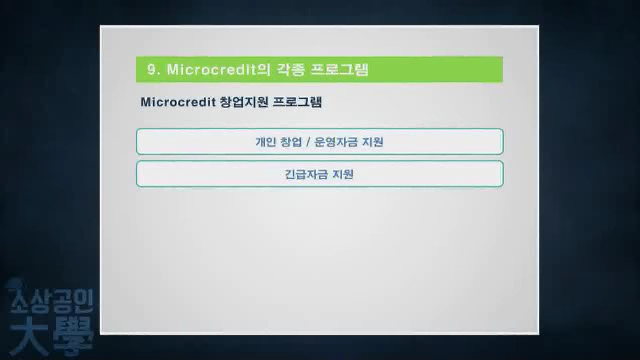 9. Microcredit의 각종 프로그램
Microcredit 창업지원 프로그램
개인 창업 / 운영자금 지원
긴급자금 지원
소상공인
大學